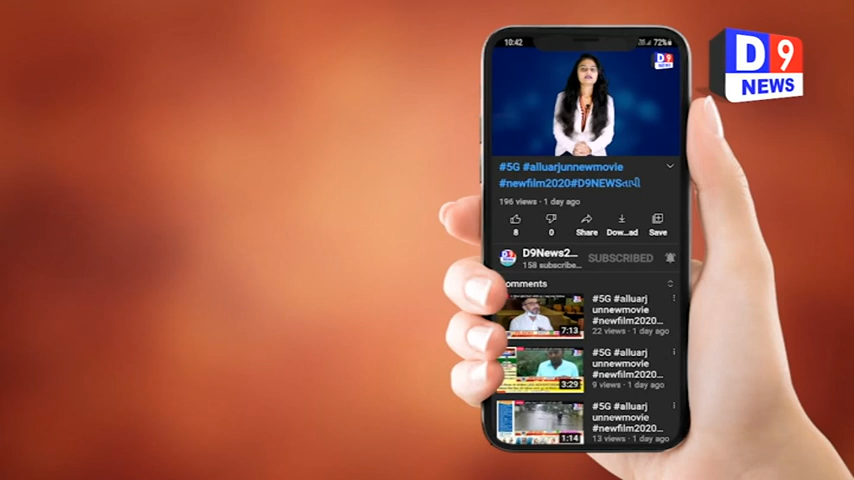 D9
NEWS
10:42
72%
D9
NEWS
#5G #alluarjunnewmovie
#newfilm2020#D9NEWSતાપી
196 views · 1 day ago
8
0
Share
Dow...ad
Save
D9News2...
158 subscribe...
SUBSCRIBED
omments
#5G #alluarj
unnewmovie
#newfilm2020...
22 views · 1 day ago
7:13
#5G #alluarj
unnewmovie
#newfilm2020...
9 views · 1 day ago
3:29
#5G #alluarj
unnewmovie
#newfilm2020...
13 views · 1 day ago
1:14